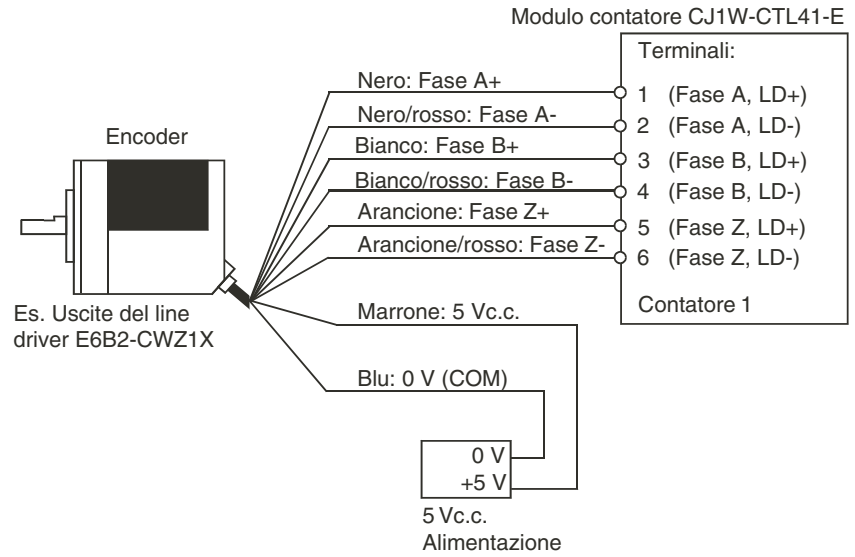 Modulo contatore CJ1W-CTL41-E
Terminali:
Nero: Fase A+
1 (Fase A, LD+)
Nero/rosso: Fase A-
2 (Fase A, LD-)
Encoder
Bianco: Fase B+
3 (Fase B, LD+)
Bianco/rosso: Fase B-
4 (Fase B, LD-)
Arancione: Fase Z+
5 (Fase Z, LD+)
Arancione/rosso: Fase Z-
6 (Fase Z, LD-)
Contatore 1
Es. Uscite del line
driver E6B2-CWZ1X
Marrone: 5 Vc.c.
Blu: 0 V (COM)
0 V
+5 V
5 Vc.c.
Alimentazione